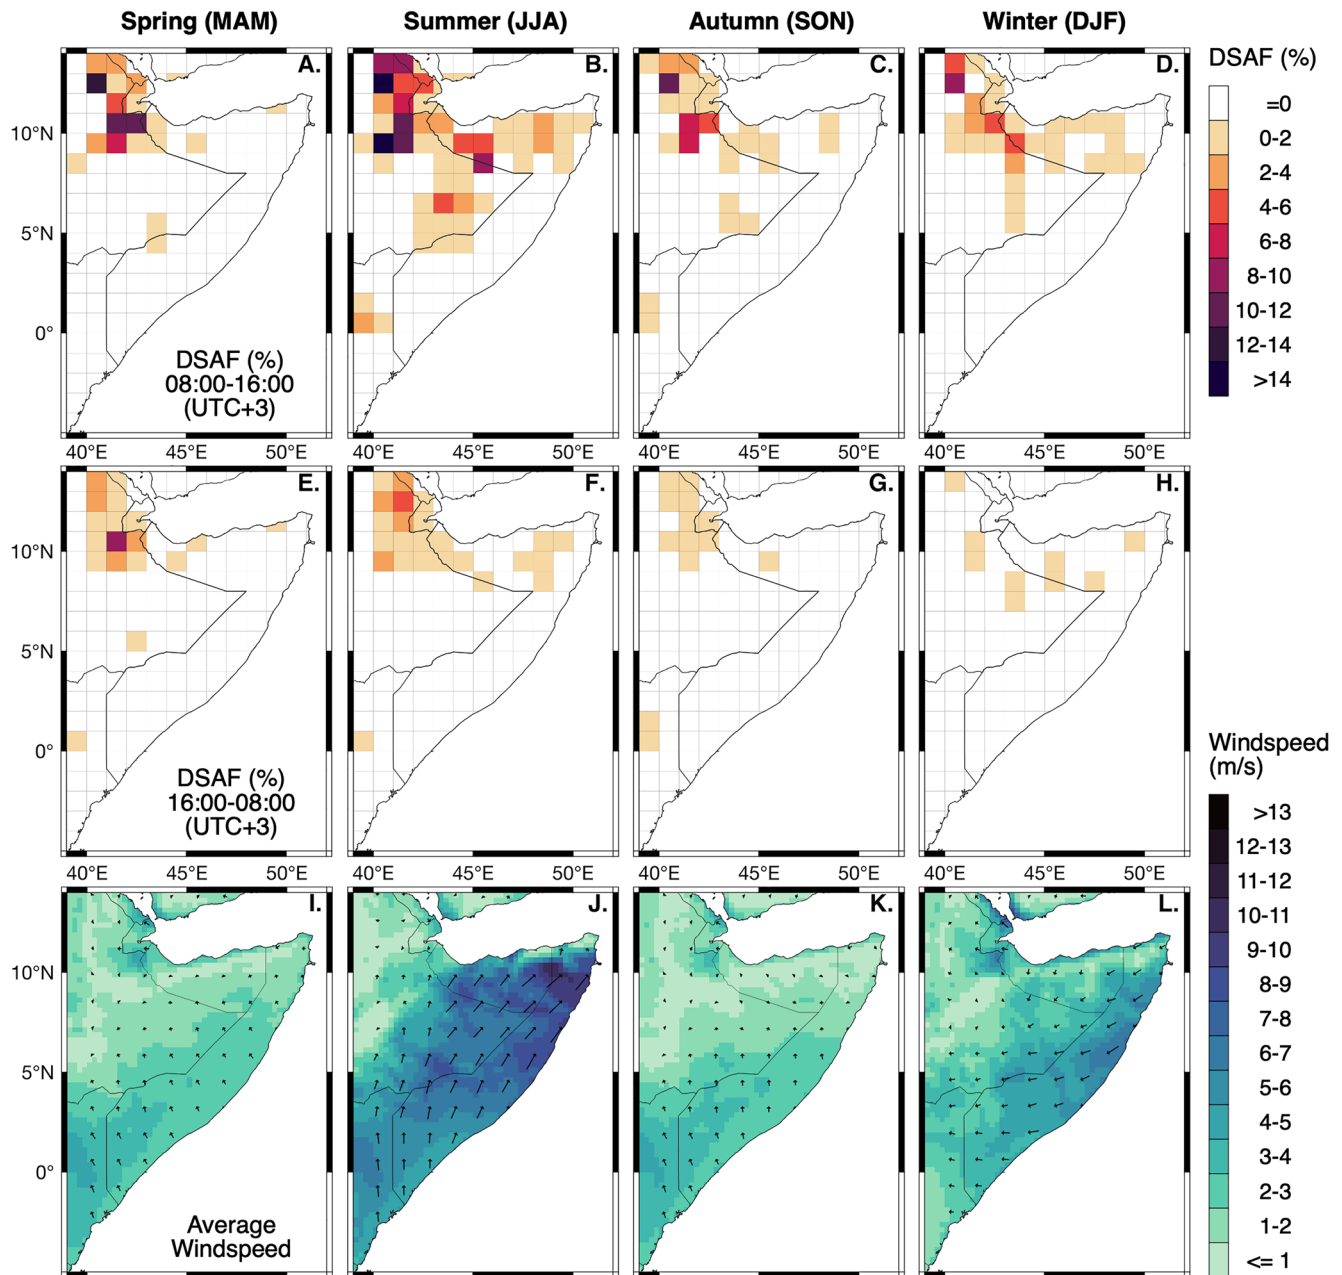 Spring (MAM) Summer (JJA) Autumn (SON) Winter (DJF)
DSAF (%)
A. B. C. D.
=0
0-2
2-4
4-6
6-8
8-10
10-12
12-14
>14
10°N
5°N
0°
DSAF (%)
08:00-16:00
(UTC+3)
40°E 45°E 50°E 40°E 45°E 50°E 40°E 45°E 50°E 45°E 50°E
E. F. G. H.
10°N
5°N
0°
DSAF (%)
16:00-08:00
(UTC+3)
40°E 45°E 50°E 40°E 45°E 50°E 40°E 45°E 50°E 45°E 50°E
Windspeed
(m/s)
>13
12-13
11-12
10-11
9-10
8-9
7-8
6-7
5-6
4-5
3-4
2-3
1-2
<= 1
I. J. K. L.
10°N
5°N
0°
Average
Windspeed